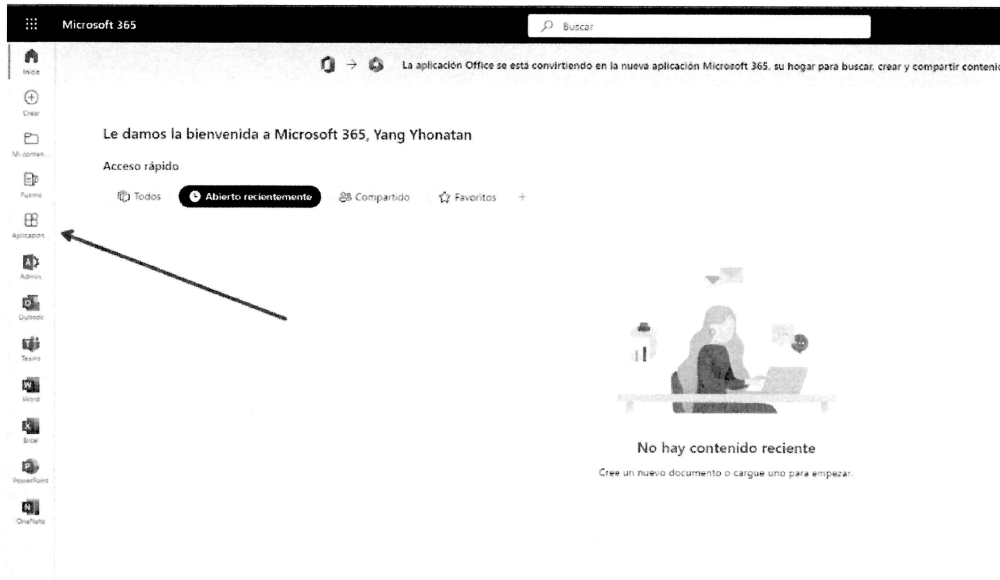 Microsoft 365
Buscar
Inicio
Crear
Mi conten...
Aplicacion...
Admin
Outlook
Teams
Word
Excel
PowerPoint
OneNote
La aplicación Office se está convirtiendo en la nueva aplicación Microsoft 365, su hogar para buscar, crear y compartir contenid
Le damos la bienvenida a Microsoft 365, Yang Yhonatan
Acceso rápido
Todos
Abierto recientemente
Compartido
Favoritos
+
No hay contenido reciente
Cree un nuevo documento o cargue uno para empezar.